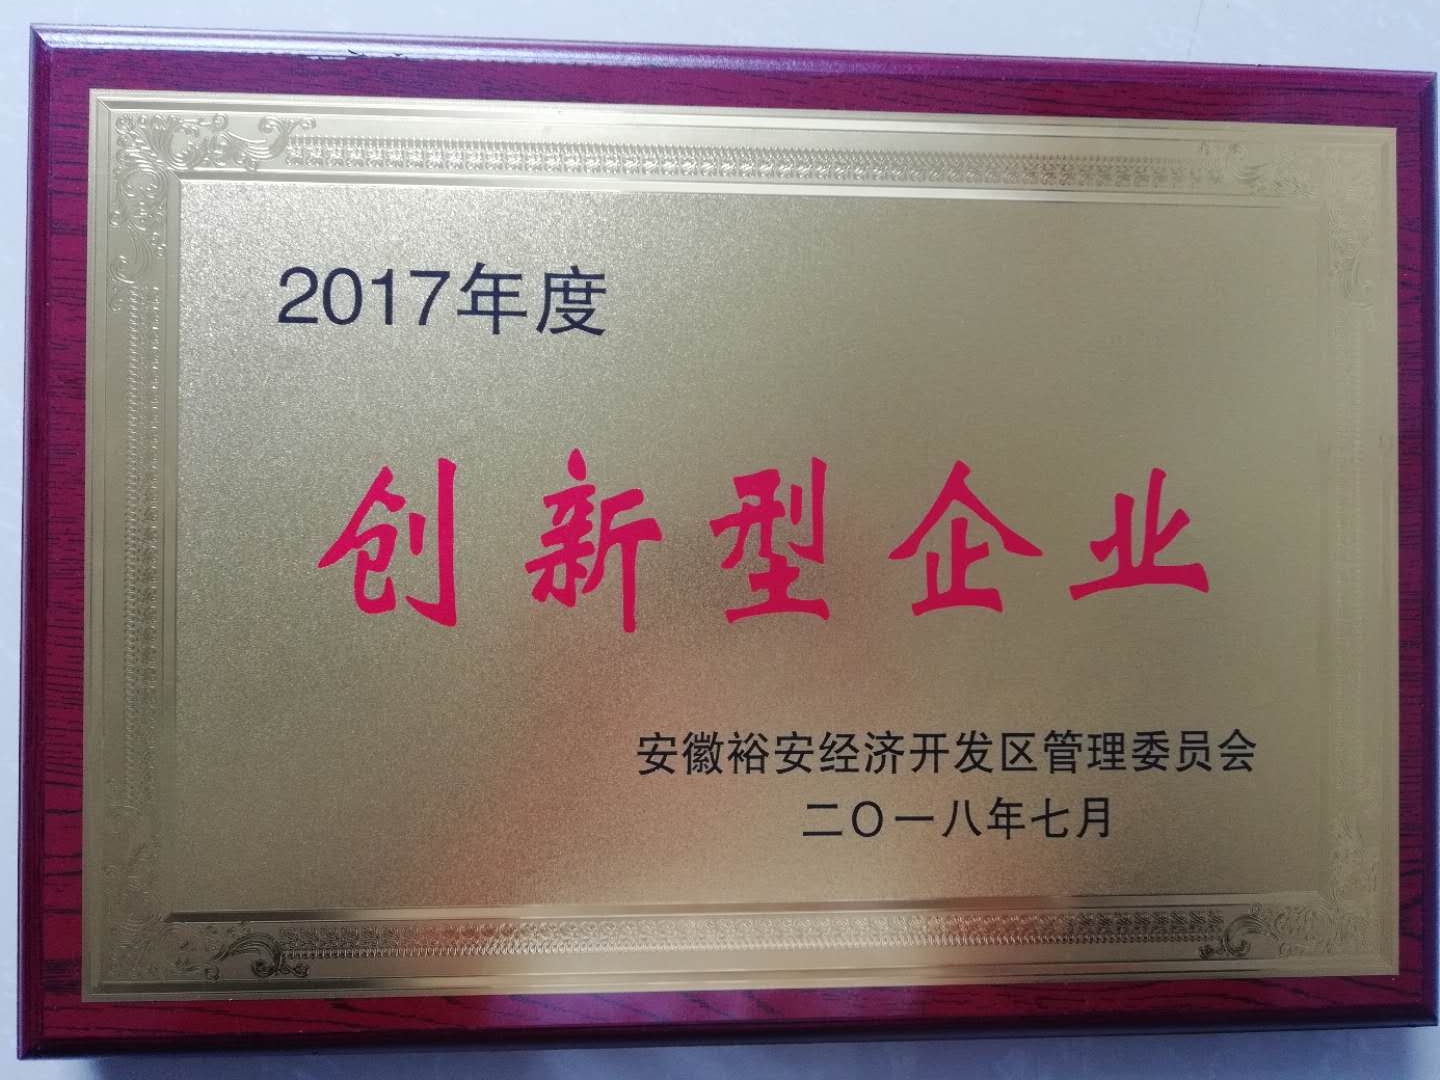 2017年度
创新型企业
安徽裕安经济开发区管理委员会
二〇一八年七月